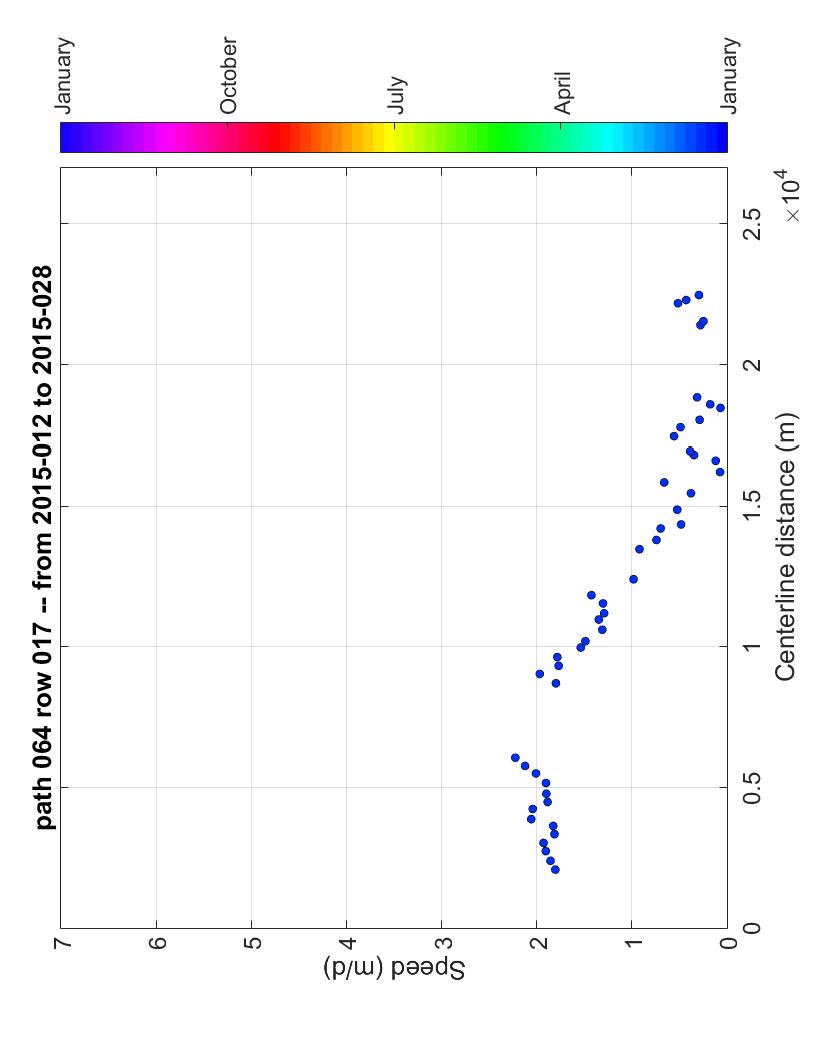 path 064 row 017 -- from 2015-012 to 2015-028
Speed (m/d)
7
6
5
4
3
2
1
0
0
0.5
1
1.5
2
2.5
×10⁴
Centerline distance (m)
January
October
July
April
January